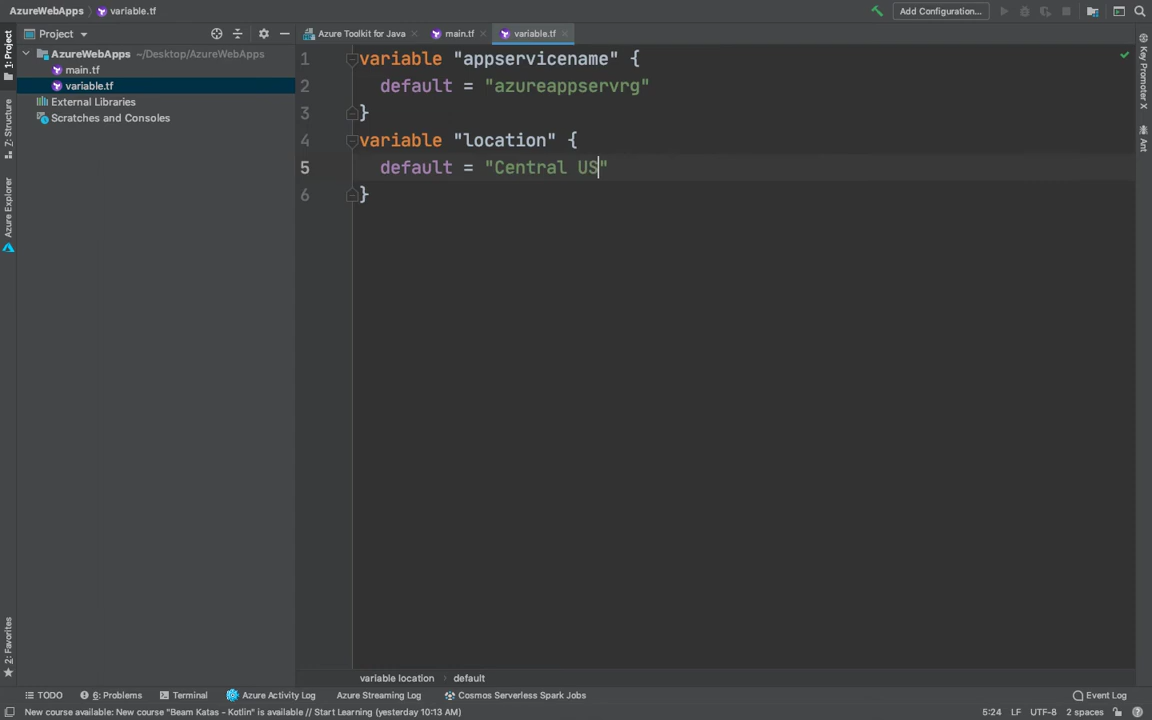 AzureWebApps variable.tf
Add Configuration...
Project
Azure Toolkit for Java main.tf variable.tf
AzureWebApps ~/Desktop/AzureWebApps
main.tf
variable.tf
External Libraries
Scratches and Consoles
1: Project
Z: Structure
Azure Explorer
2: Favorites
1 variable "appservicename" {
2 default = "azureappservrg"
3 }
4 variable "location" {
5 default = "Central US"
6 }
Key Promoter X
Ant
variable location default
TODO 6: Problems Terminal Azure Activity Log Azure Streaming Log Cosmos Serverless Spark Jobs Event Log
New course available: New course "Beam Katas - Kotlin" is available // Start Learning (yesterday 10:13 AM) 5:24 LF UTF-8 2 spaces